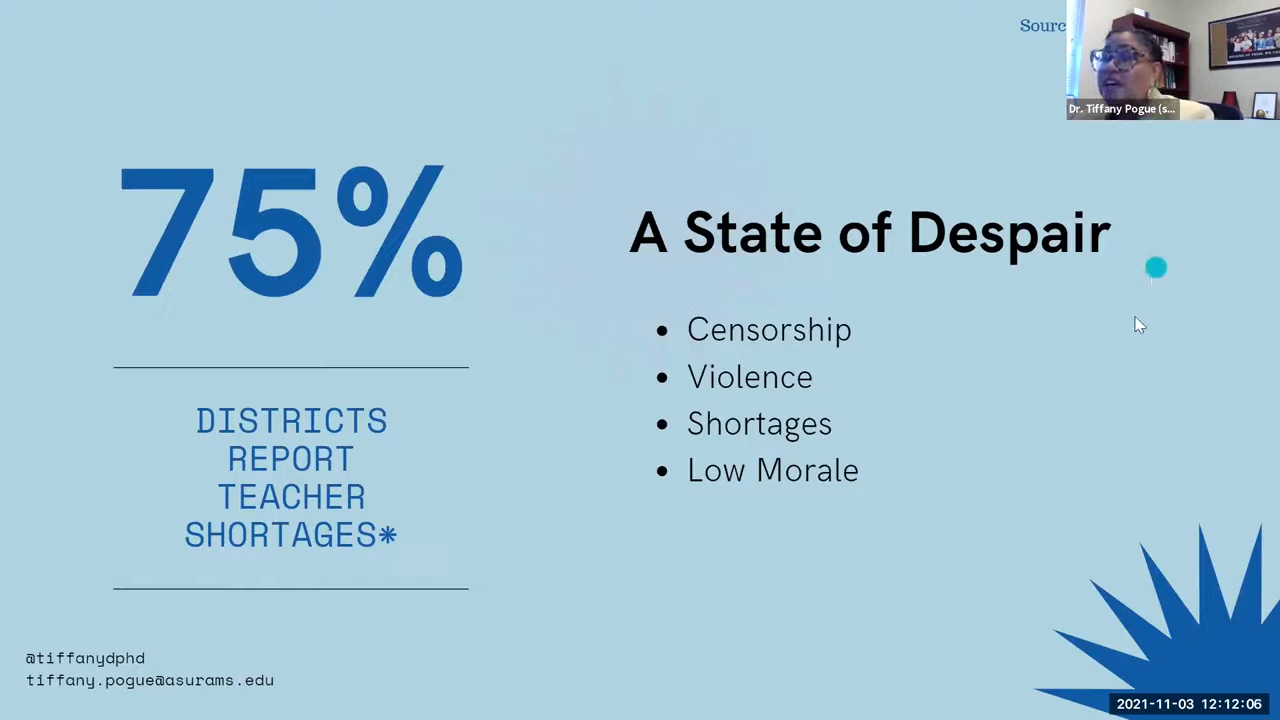 75%
DISTRICTS
REPORT
TEACHER
SHORTAGES*
@tiffanydphd
tiffany.pogue@asurams.edu
A State of Despair
• Censorship
• Violence
• Shortages
• Low Morale
Dr. Tiffany Pogue (s...
2021-11-03 12:12:06